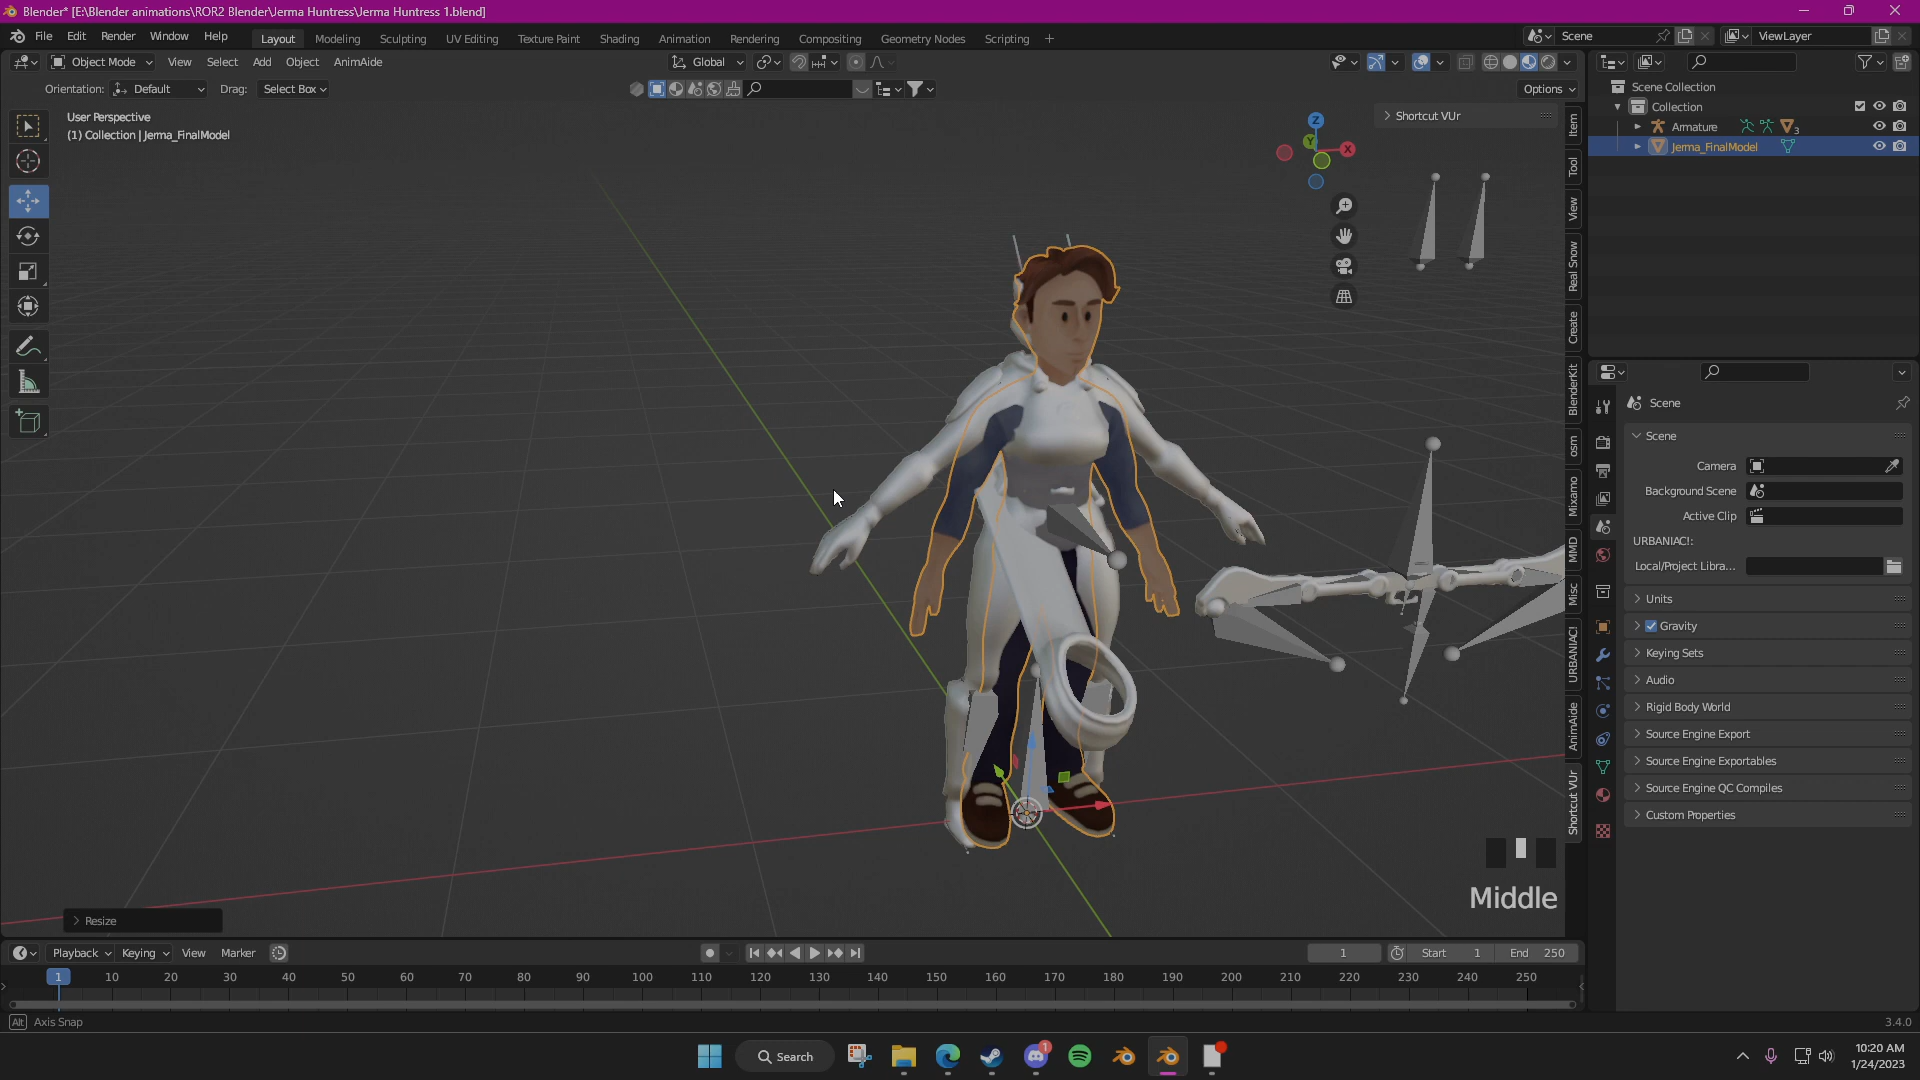 Blender* [E:\Blender animations\ROR2 Blender\Jerma Huntress\Jerma Huntress 1.blend]
File Edit Render Window Help Layout Modeling Sculpting UV Editing Texture Paint Shading Animation Rendering Compositing Geometry Nodes Scripting + Scene ViewLayer
Object Mode View Select Add Object AnimAide Global
Orientation: Default Drag: Select Box Options
User Perspective
(1) Collection | Jerma_FinalModel
Shortcut VUr
Z
Y
X
Item
Tool
View
Real Snow
Create
BlenderKit
osm
Mixamo
MMD
Misc
URBANIAC!
AnimAide
Shortcut VUr
Scene Collection
Collection
Armature 3
Jerma_FinalModel
Scene
Scene
Camera
Background Scene
Active Clip
URBANIAC!:
Local/Project Libra...
Units
Gravity
Keying Sets
Audio
Rigid Body World
Source Engine Export
Source Engine Exportables
Source Engine QC Compiles
Custom Properties
Middle
Resize
Playback Keying View Marker 1 Start 1 End 250
1 10 20 30 40 50 60 70 80 90 100 110 120 130 140 150 160 170 180 190 200 210 220 230 240 250
Alt Axis Snap 3.4.0
Search 1 10:20 AM
1/24/2023